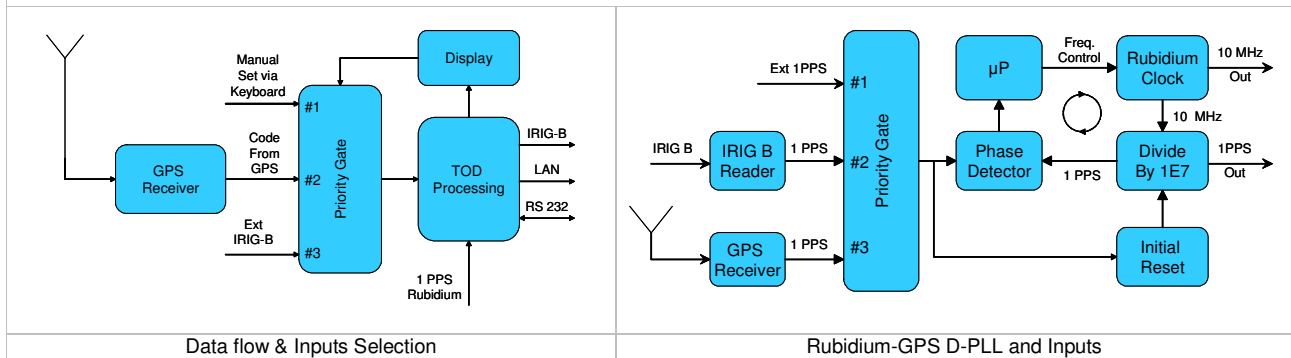 Manual
Set via
Keyboard
#1
Display
Code
From
GPS
GPS
Receiver
#2
Priority Gate
TOD
Processing
IRIG-B
LAN
RS 232
Ext
IRIG-B
#3
1 PPS
Rubidium
Data flow & Inputs Selection
Ext 1PPS
#1
µP
Freq.
Control
Rubidium
Clock
10 MHz
Out
10 MHz
IRIG B
IRIG B
Reader
1 PPS
#2
Priority Gate
Phase
Detector
1 PPS
Divide
By 1E7
1PPS
Out
GPS
Receiver
1 PPS
#3
Initial
Reset
Rubidium-GPS D-PLL and Inputs